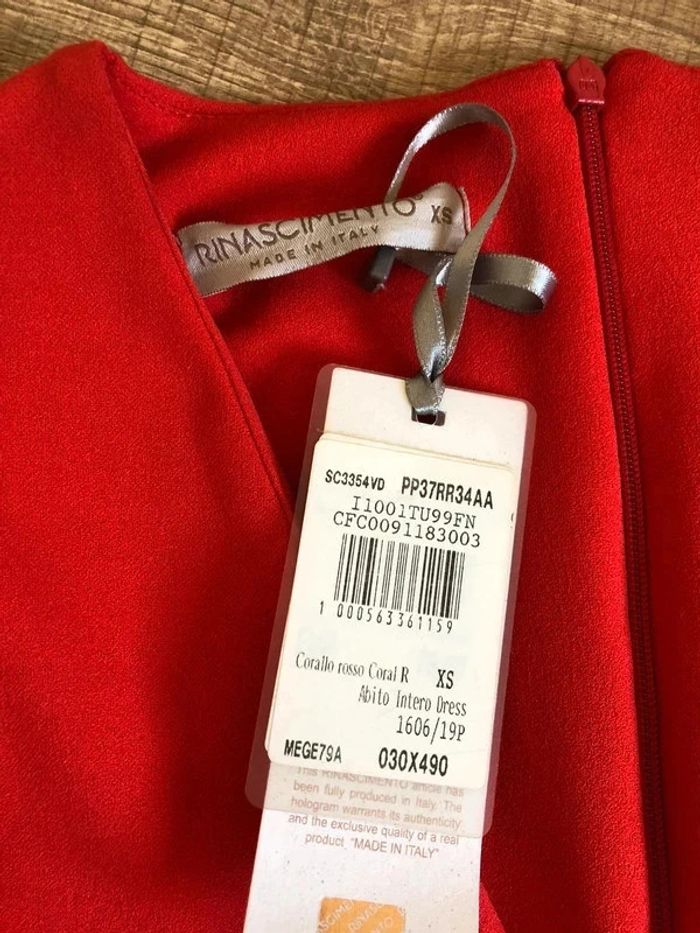 RINASCIMENTO XS
MADE IN ITALY
SC3354VD PP37RR34AA
I1001TU99FN
CFC0091183003
1 000563361159
Corallo rosso Coral R XS
Abito Intero Dress
1606/19P
MEGE79A 030X490
This RINASCIMENTO article has
been fully produced in Italy. The
hologram warrants its authenticity
and the exclusive quality of a real
product "MADE IN ITALY"